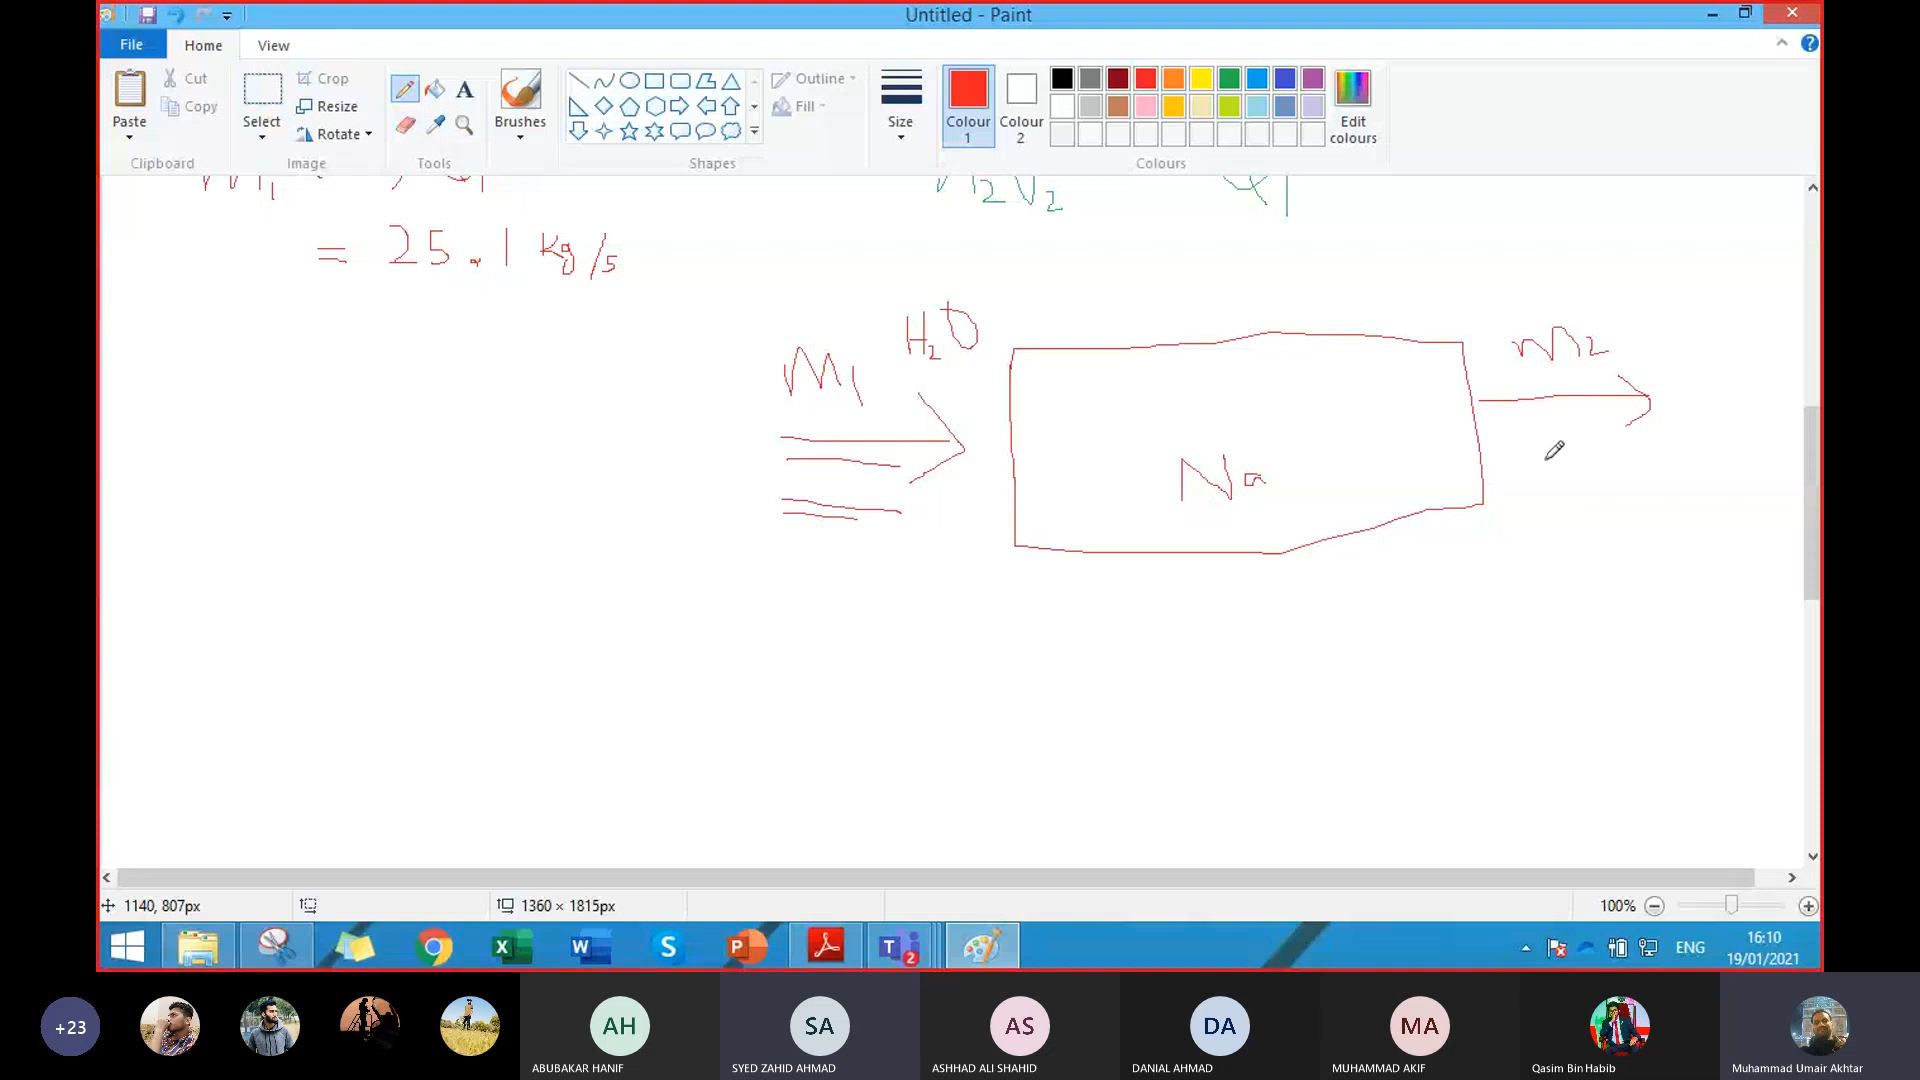 Untitled - Paint
File Home View
Paste
Cut
Copy
Clipboard
Select
Crop
Resize
Rotate
Image
A
Tools
Brushes
Shapes
Outline
Fill
Size
Colour 1
Colour 2
Edit colours
Colours
= 25.1 kg/s
H2O
M1
m2
Na
1140, 807px
1360 × 1815px
100%
2
ENG
16:10
19/01/2021
+23
AH
ABUBAKAR HANIF
SA
SYED ZAHID AHMAD
AS
ASHHAD ALI SHAHID
DA
DANIAL AHMAD
MA
MUHAMMAD AKIF
Qasim Bin Habib
Muhammad Umair Akhtar